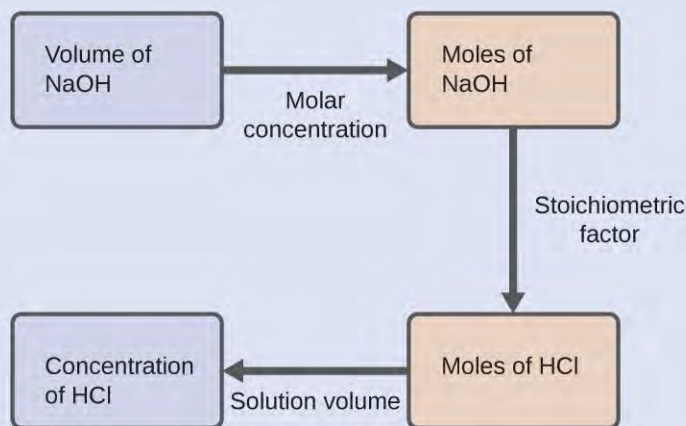 Volume of
NaOH
Molar
concentration
Moles of
NaOH
Stoichiometric
factor
Moles of HCl
Solution volume
Concentration
of HCl